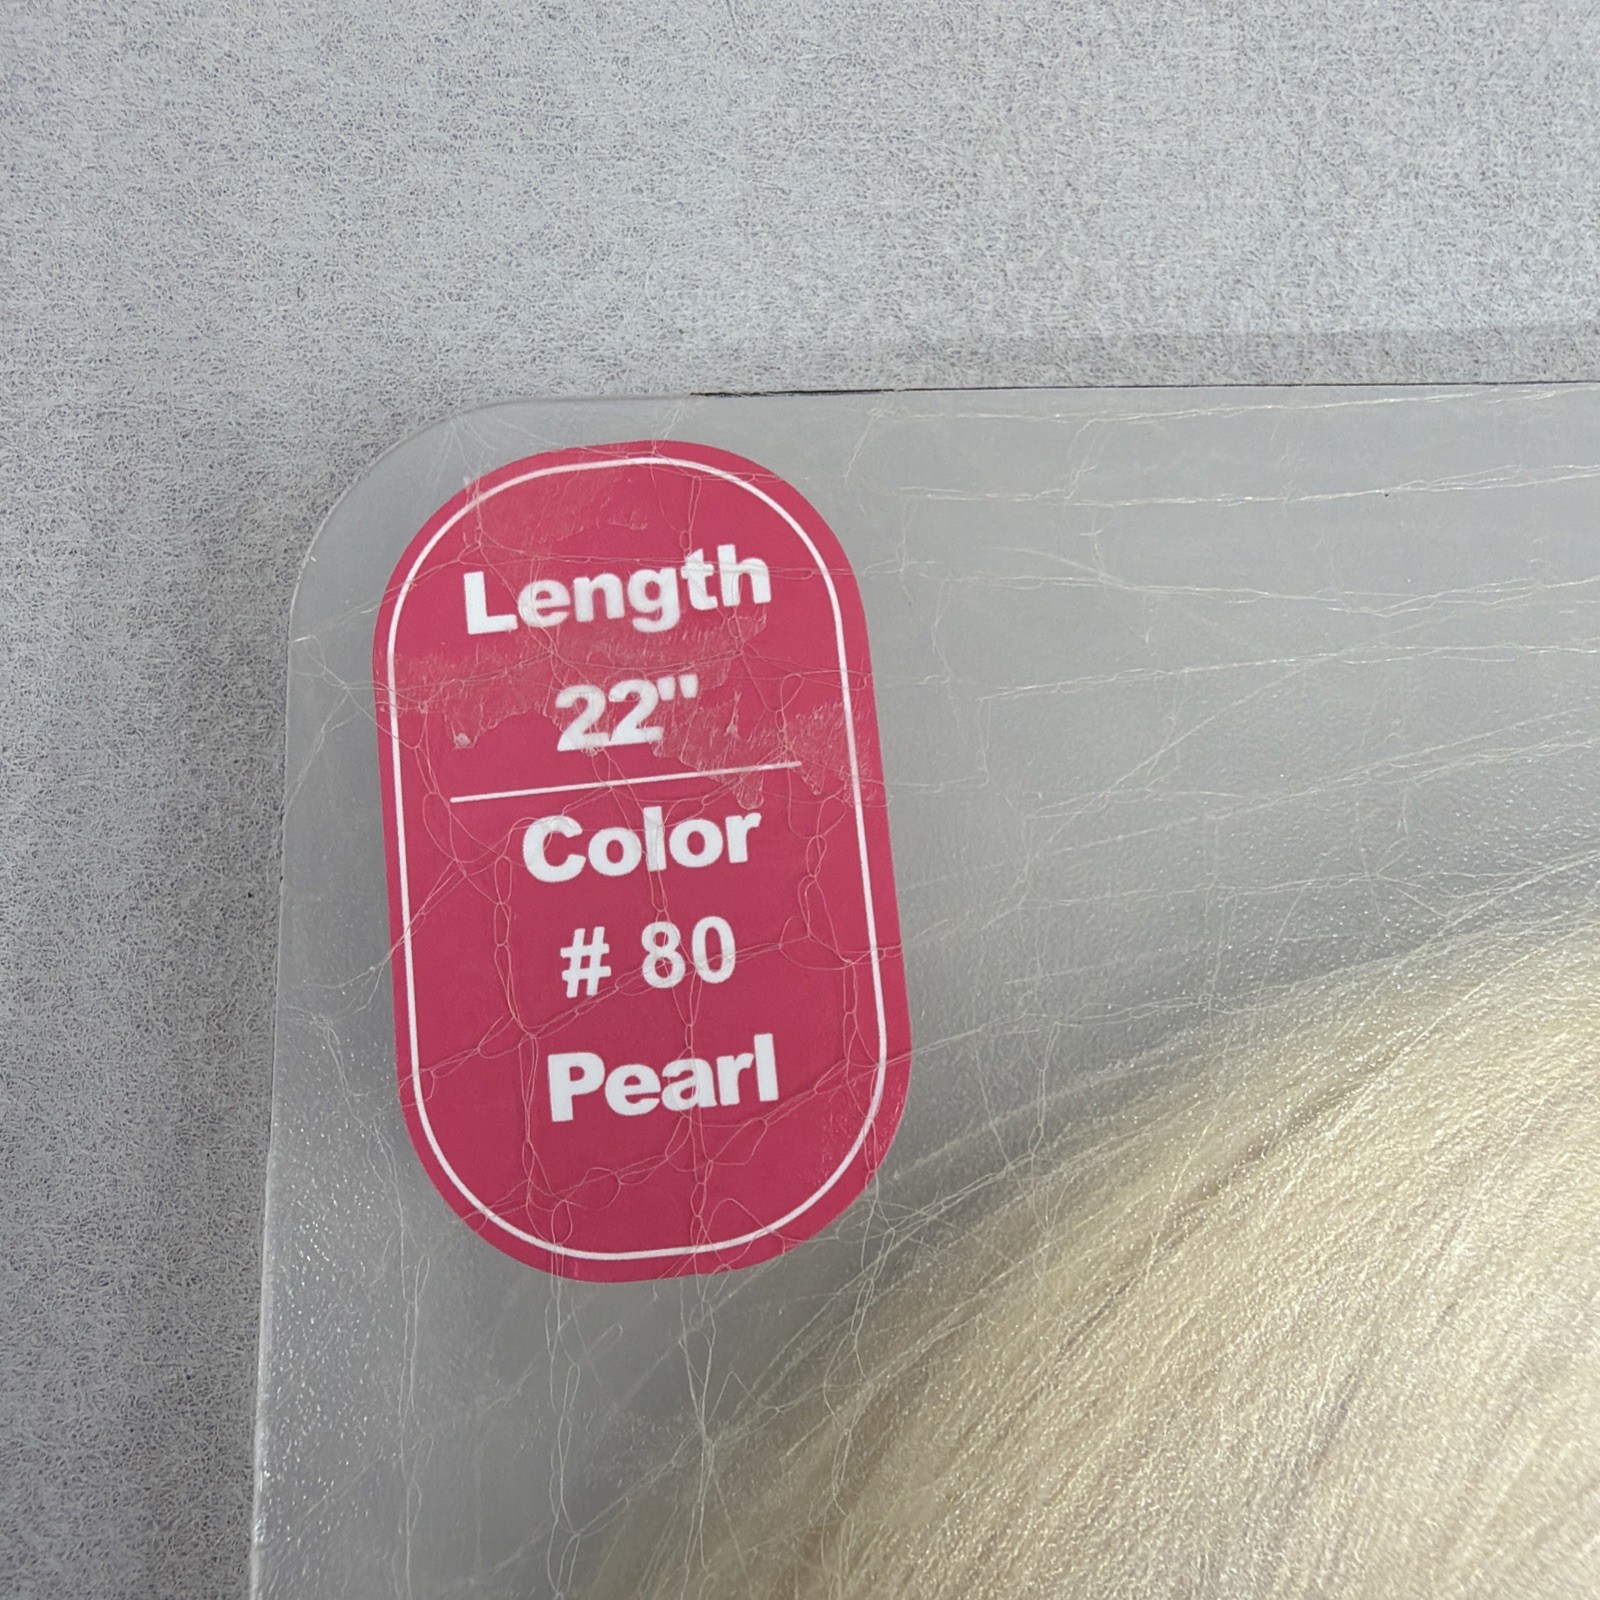 Length
22"
Color
# 80
Pearl